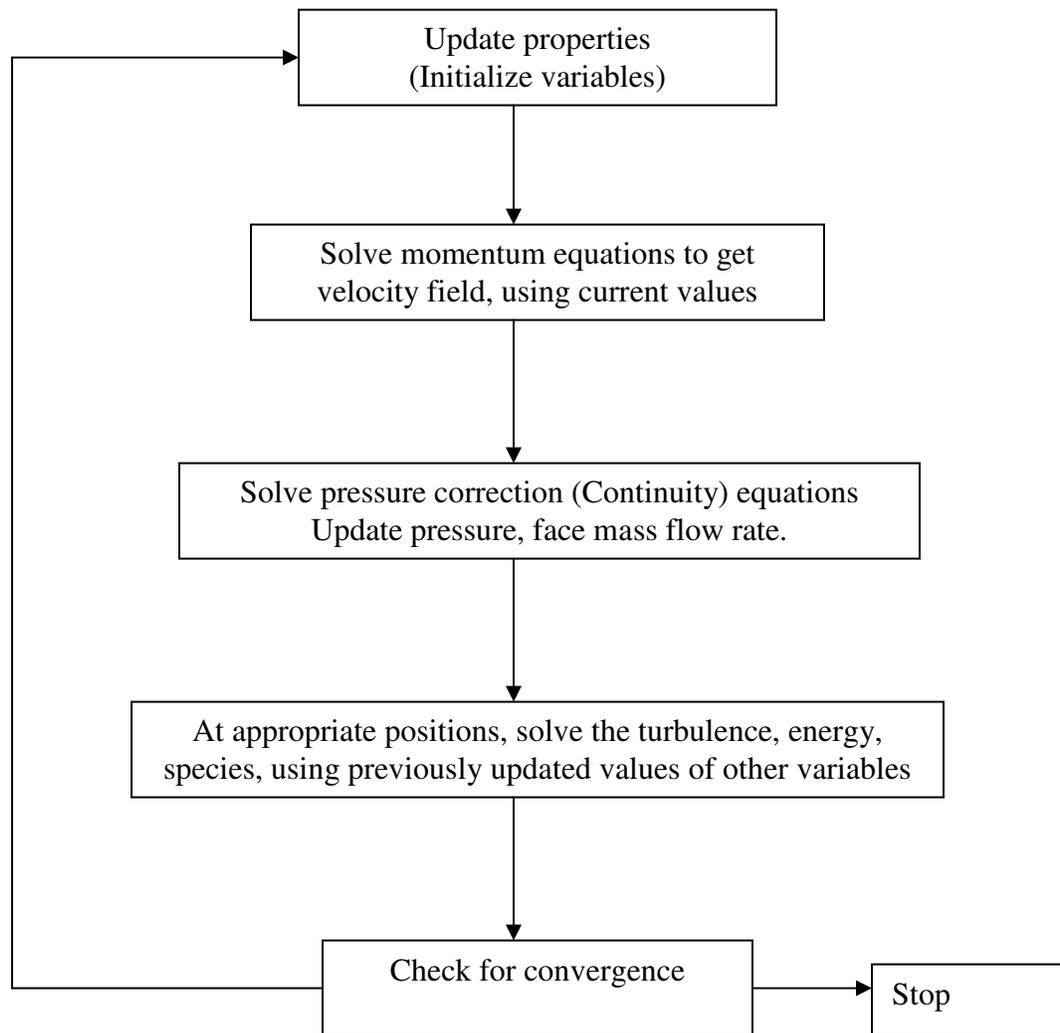 Update properties
(Initialize variables)
Solve momentum equations to get
velocity field, using current values
Solve pressure correction (Continuity) equations
Update pressure, face mass flow rate.
At appropriate positions, solve the turbulence, energy,
species, using previously updated values of other variables
Check for convergence
Stop